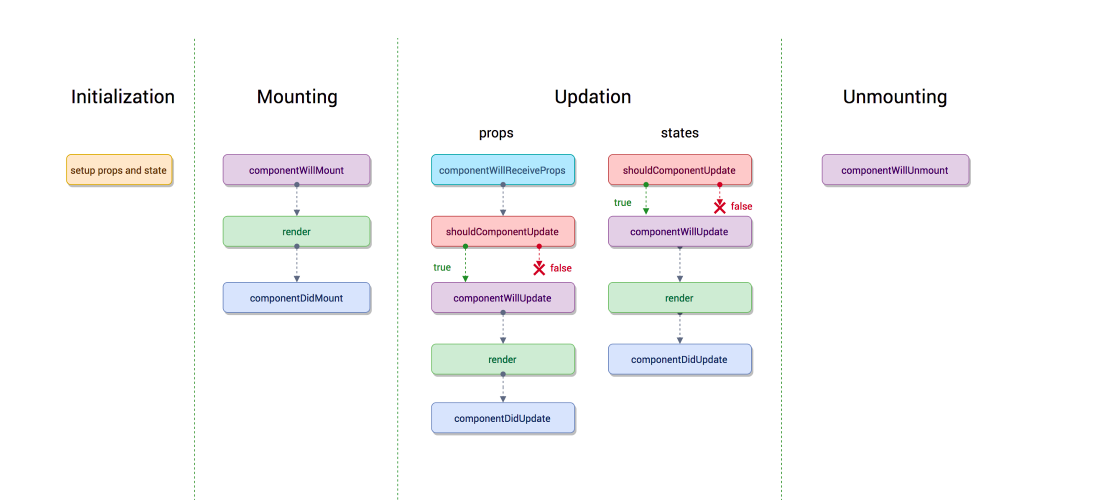 Initialization
setup props and state
Mounting
componentWillMount
render
componentDidMount
Updation
props
componentWillReceiveProps
shouldComponentUpdate
true
false
componentWillUpdate
render
componentDidUpdate
states
shouldComponentUpdate
true
false
componentWillUpdate
render
componentDidUpdate
Unmounting
componentWillUnmount